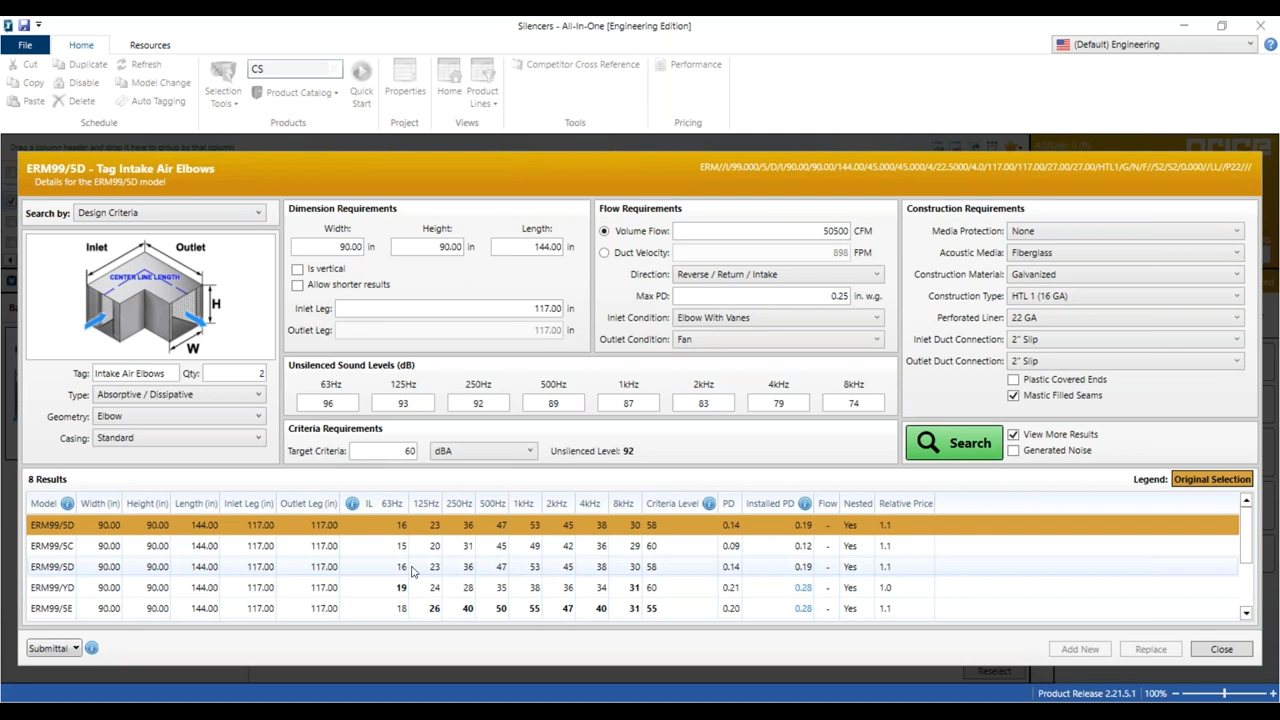 Silencers - All-In-One [Engineering Edition]
File Home Resources (Default) Engineering
Cut Duplicate Refresh CS Competitor Cross Reference Performance
Copy Disable Model Change Product Catalog
Paste Delete Auto Tagging Selection Tools Quick Start Properties Home Product Lines
Schedule Products Project Views Tools Pricing
Drag a column header and drop it here to group by that column
ERM99/5D - Tag Intake Air Elbows
Details for the ERM99/5D model
ERM//I/99.000/5/D/I/90.00/90.00/144.00/45.000/45.000/4/22.5000/4.0/117.00/117.00/27.00/27.00/HTL1/G/N/F//S2/S2/0.000//LL//P22///
Search by: Design Criteria
Inlet Outlet
CENTER LINE LENGTH
H
W
Tag: Intake Air Elbows Qty: 2
Type: Absorptive / Dissipative
Geometry: Elbow
Casing: Standard
Dimension Requirements
Width: Height: Length:
90.00 in 90.00 in 144.00 in
Is vertical
Allow shorter results
Inlet Leg: 117.00 in
Outlet Leg: 117.00 in
Flow Requirements
Volume Flow: 50500 CFM
Duct Velocity: 898 FPM
Direction: Reverse / Return / Intake
Max PD: 0.25 in. w.g.
Inlet Condition: Elbow With Vanes
Outlet Condition: Fan
Unsilenced Sound Levels (dB)
63Hz 125Hz 250Hz 500Hz 1kHz 2kHz 4kHz 8kHz
96 93 92 89 87 83 79 74
Criteria Requirements
Target Criteria: 60 dBA Unsilenced Level: 92
Construction Requirements
Media Protection: None
Acoustic Media: Fiberglass
Construction Material: Galvanized
Construction Type: HTL 1 (16 GA)
Perforated Liner: 22 GA
Inlet Duct Connection: 2" Slip
Outlet Duct Connection: 2" Slip
Plastic Covered Ends
Mastic Filled Seams
Search
View More Results
Generated Noise
8 Results Legend: Original Selection
Model Width (in) Height (in) Length (in) Inlet Leg (in) Outlet Leg (in) IL 63Hz 125Hz 250Hz 500Hz 1kHz 2kHz 4kHz 8kHz Criteria Level PD Installed PD Flow Nested Relative Price
ERM99/5D 90.00 90.00 144.00 117.00 117.00 16 23 36 47 53 45 38 30 58 0.14 0.19 - Yes 1.1
ERM99/5C 90.00 90.00 144.00 117.00 117.00 15 20 31 45 49 42 36 29 60 0.09 0.12 - Yes 1.1
ERM99/5D 90.00 90.00 144.00 117.00 117.00 16 23 36 47 53 45 38 30 58 0.14 0.19 - Yes 1.1
ERM99/YD 90.00 90.00 144.00 117.00 117.00 19 24 28 35 38 36 34 31 60 0.21 0.28 - Yes 1.0
ERM99/5E 90.00 90.00 144.00 117.00 117.00 18 26 40 50 55 47 40 31 55 0.20 0.28 - Yes 1.1
Submittal Add New Replace Close
Reselect
Product Release 2.21.5.1 100%